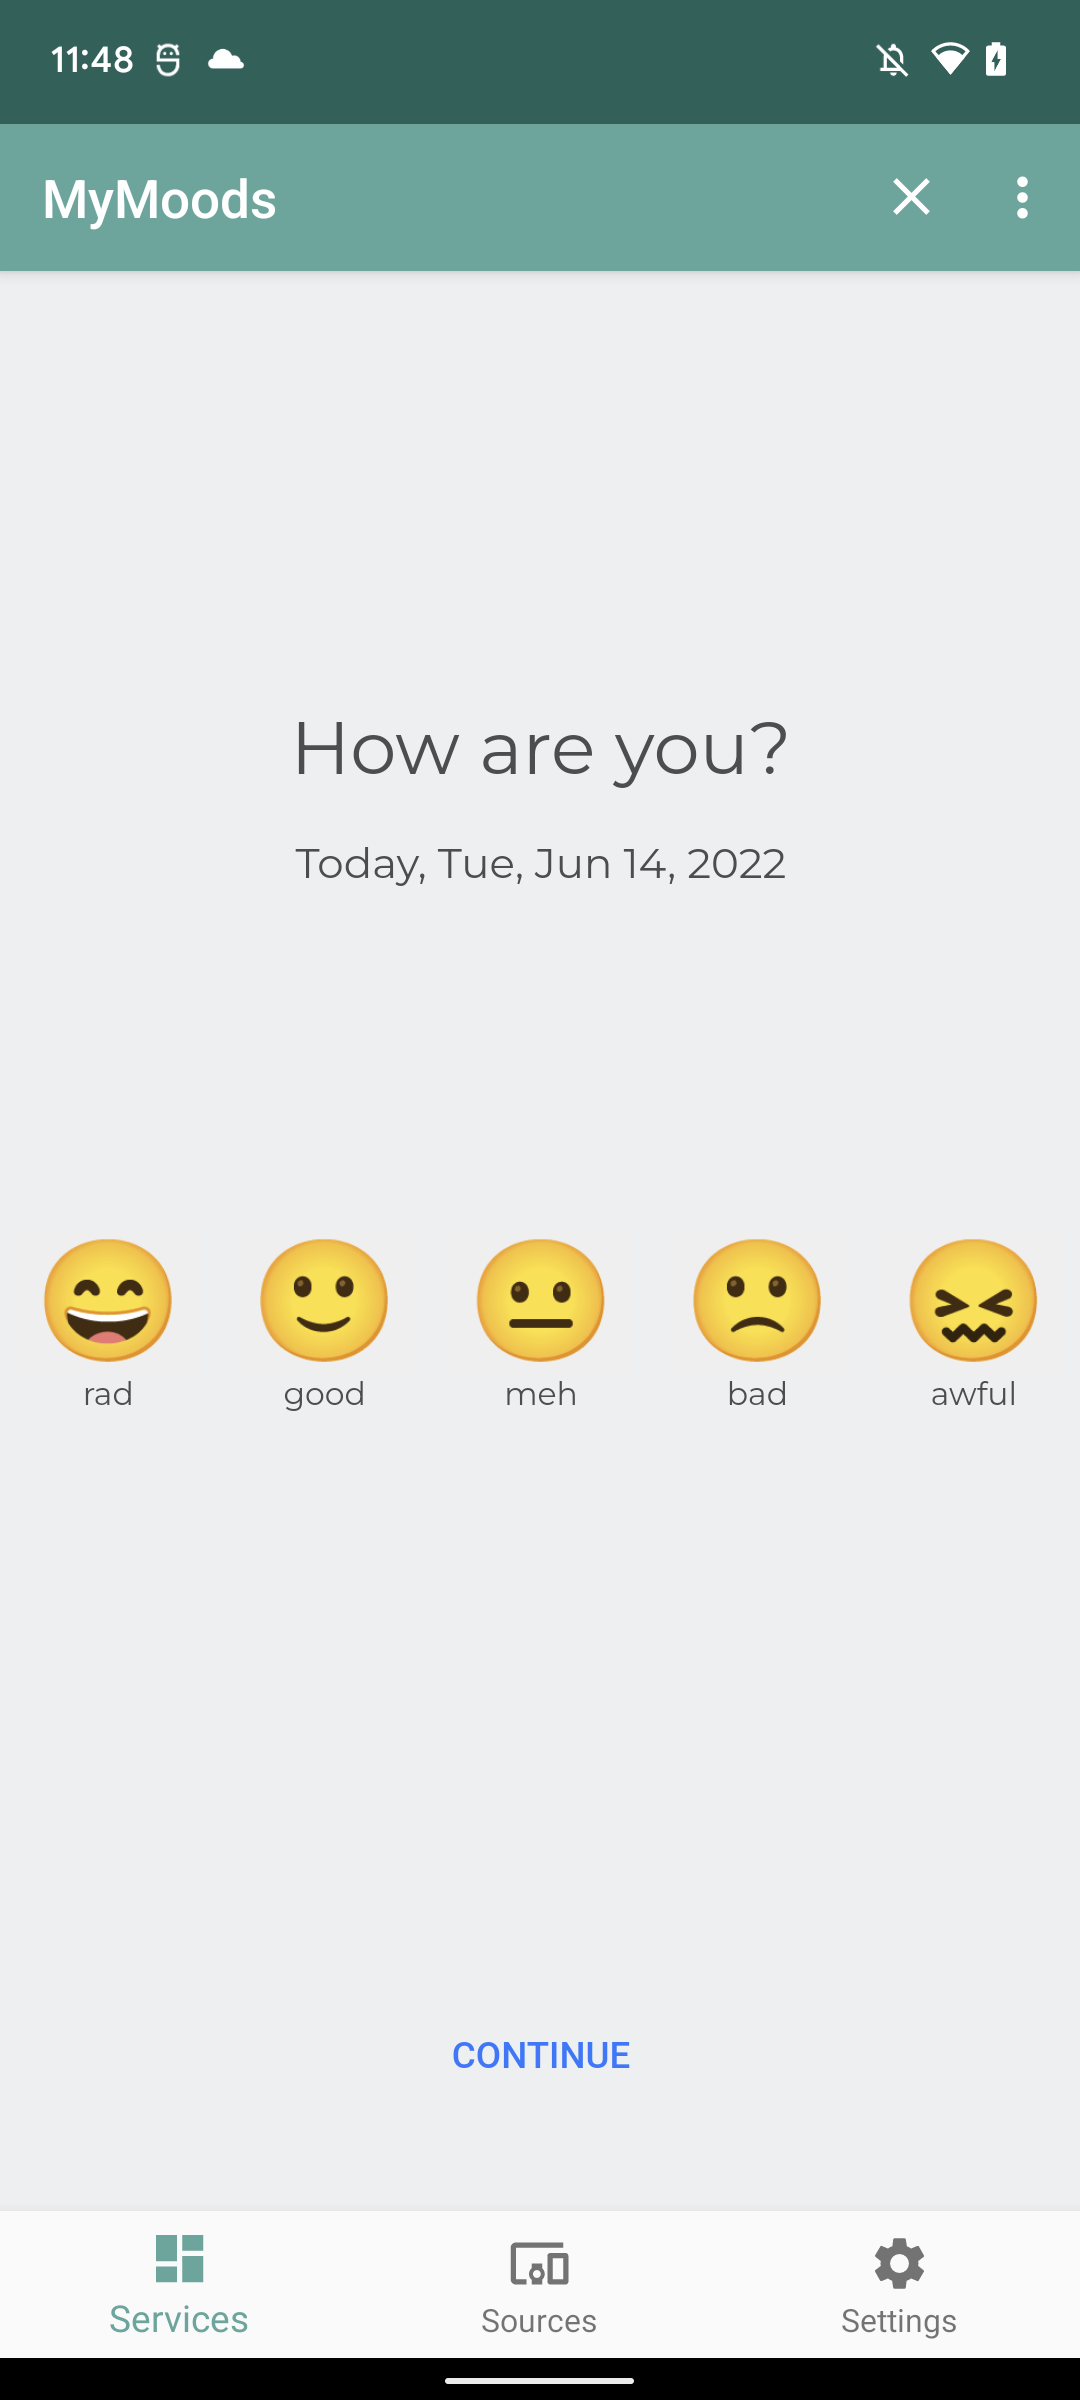 11:48
MyMoods
How are you?
Today, Tue, Jun 14, 2022
rad good meh bad awful
CONTINUE
Services Sources Settings